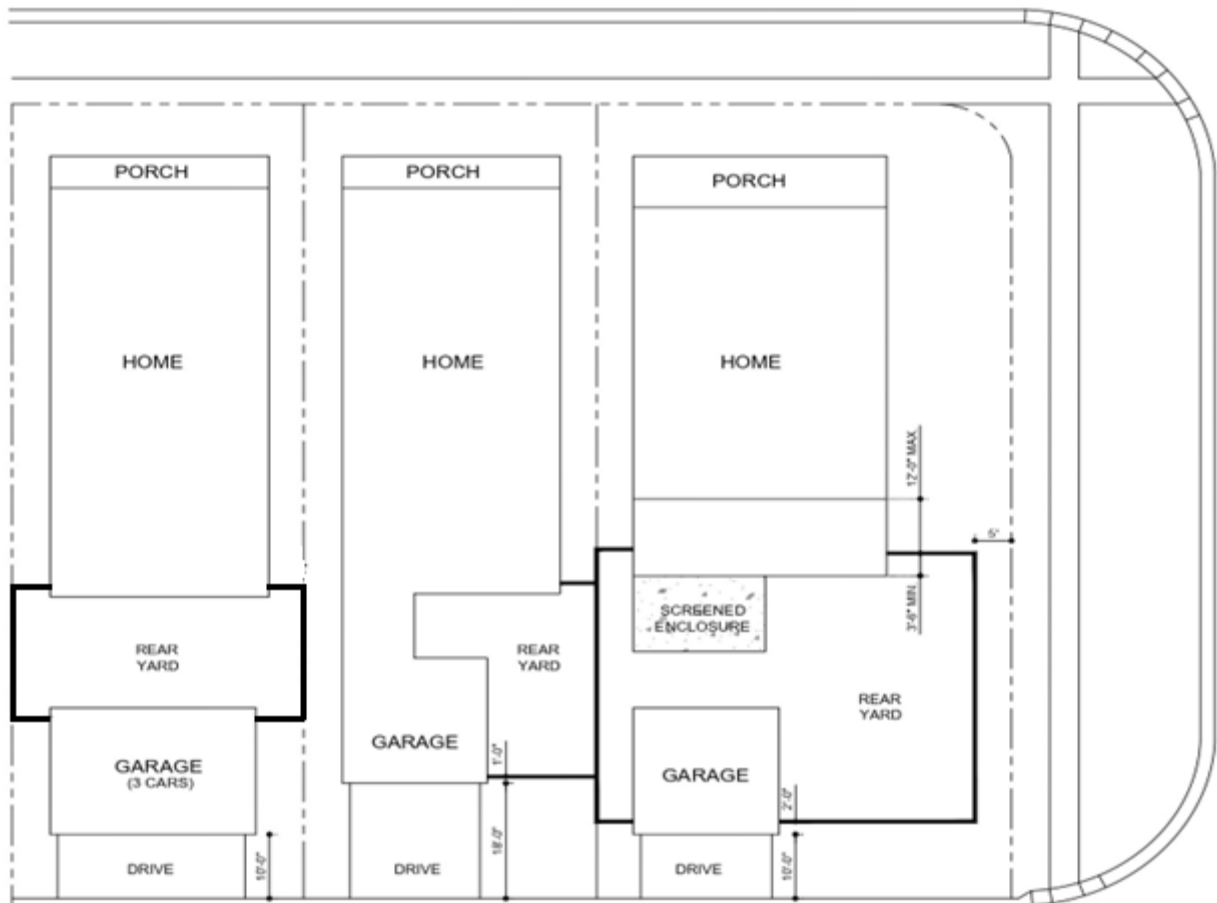 PORCH
PORCH
PORCH
HOME
HOME
HOME
12'-0" MAX
5'
3'-6" MIN
SCREENED
ENCLOSURE
REAR
YARD
REAR
YARD
REAR
YARD
GARAGE
(3 CARS)
GARAGE
1'-0"
GARAGE
2'-0"
DRIVE
10'-0"
DRIVE
18'-0"
DRIVE
10'-0"